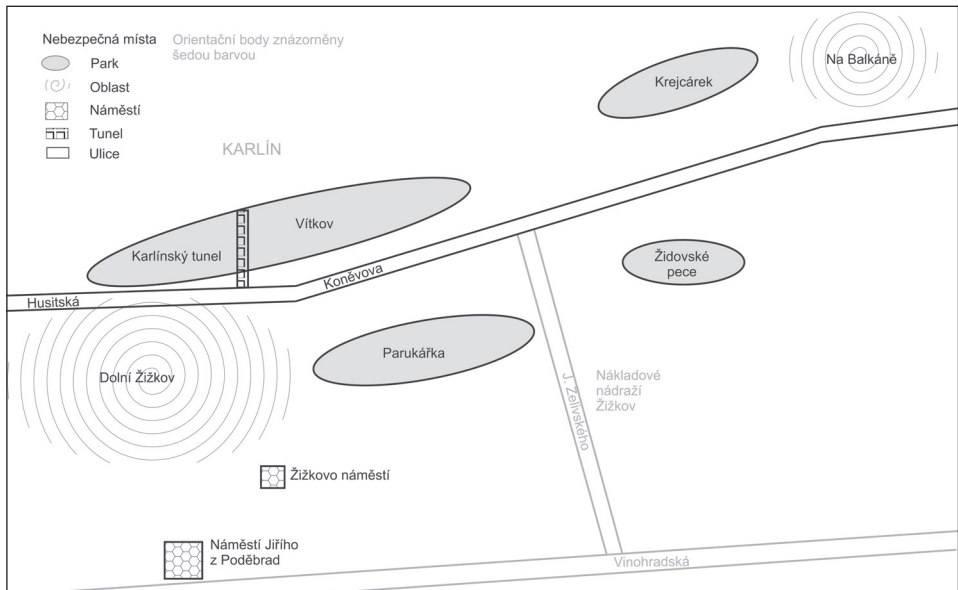 Nebezpečná místa
Park
Oblast
Náměstí
Tunel
Ulice
Orientační body znázorněny
šedou barvou
KARLÍN
Krejcárek
Na Balkáně
Vítkov
Karlínský tunel
Židovské
pece
Koněvova
Husitská
Parukářka
Dolní Žižkov
J. Želivského
Nákladové
nádraží
Žižkov
Žižkovo náměstí
Náměstí Jiřího
z Poděbrad
Vinohradská